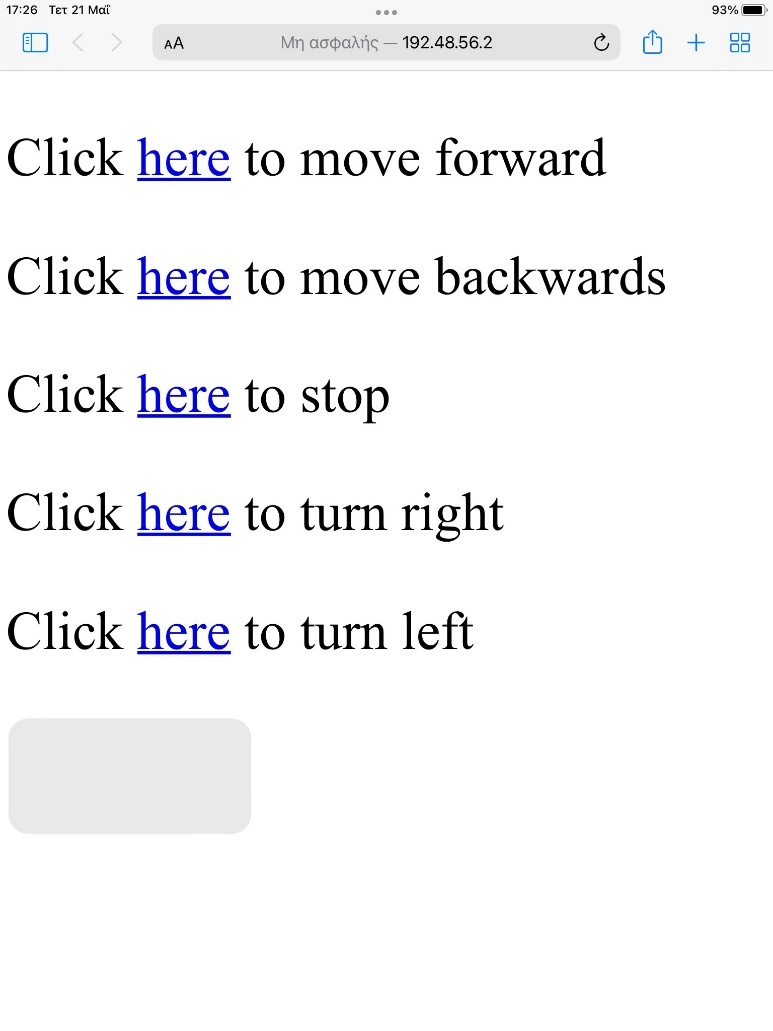 17:26 Τετ 21 Μαΐ
93%
AA
Μη ασφαλής — 192.48.56.2
Click here to move forward
Click here to move backwards
Click here to stop
Click here to turn right
Click here to turn left